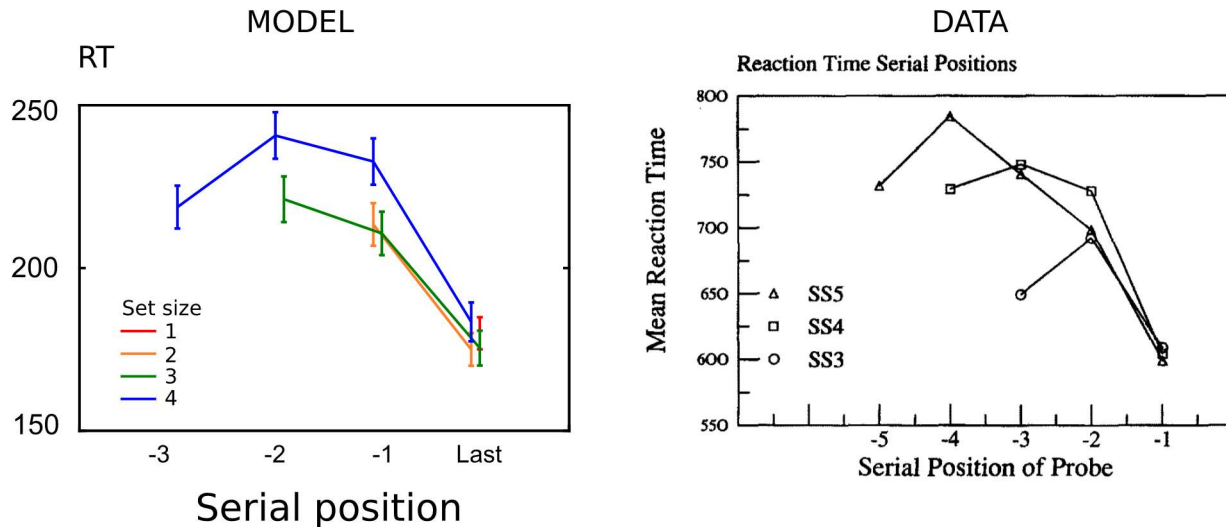 MODEL
RT
250
200
150
Set size
1
2
3
4
-3 -2 -1 Last
Serial position
DATA
Reaction Time Serial Positions
Mean Reaction Time
800
750
700
650
600
550
SS5
SS4
SS3
-5 -4 -3 -2 -1
Serial Position of Probe